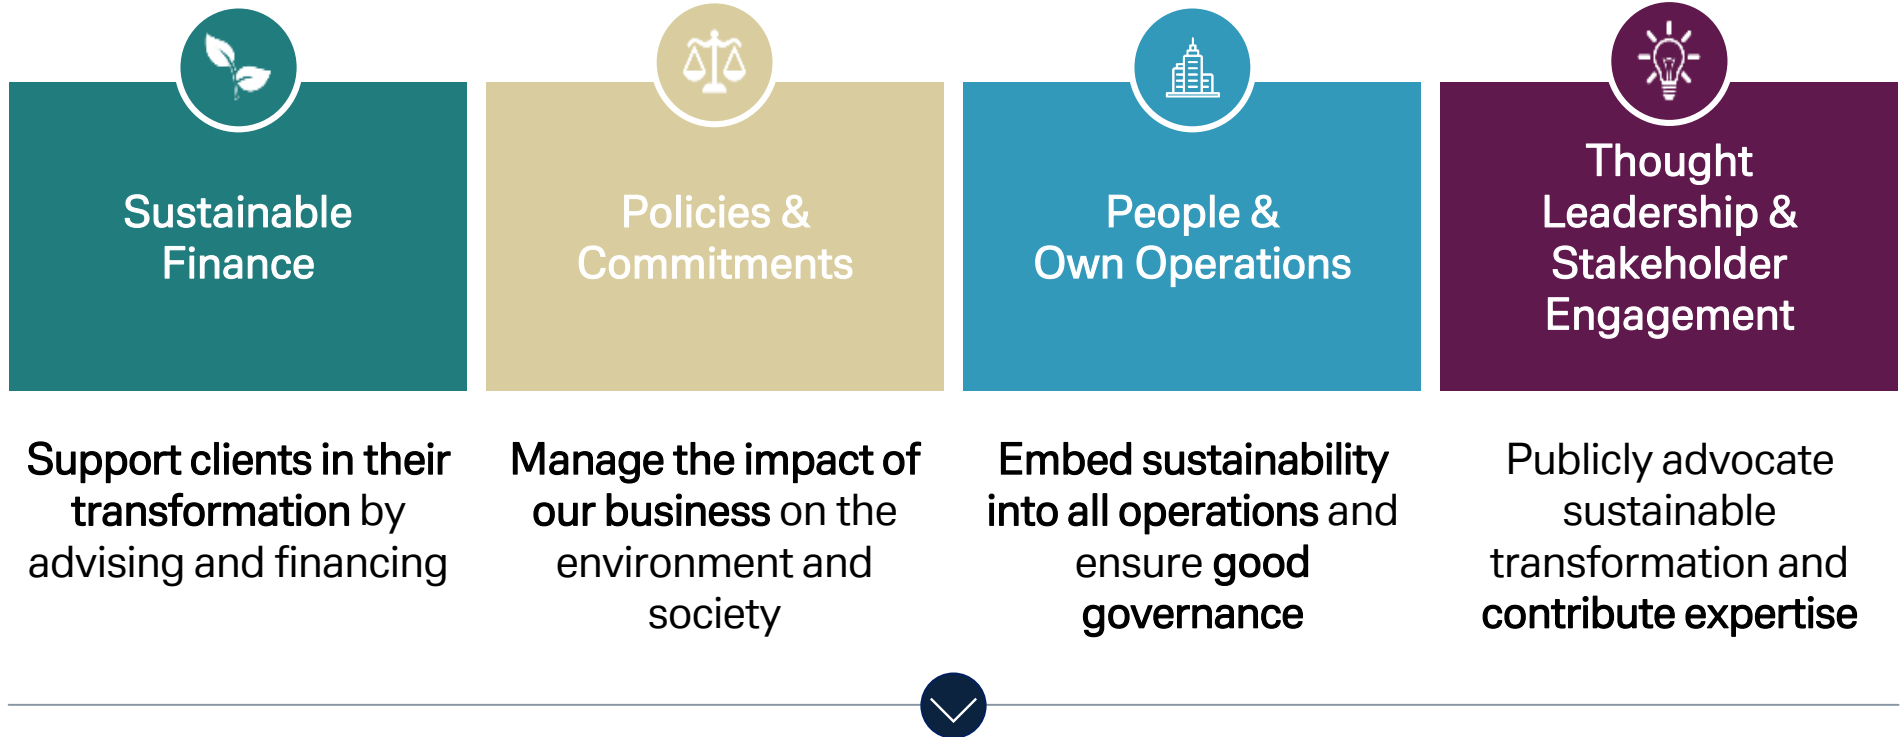 Sustainable
Finance
Policies &
Commitments
People &
Own Operations
Thought
Leadership &
Stakeholder
Engagement
Support clients in their
transformation by
advising and financing
Manage the impact of
our business on the
environment and
society
Embed sustainability
into all operations and
ensure good
governance
Publicly advocate
sustainable
transformation and
contribute expertise